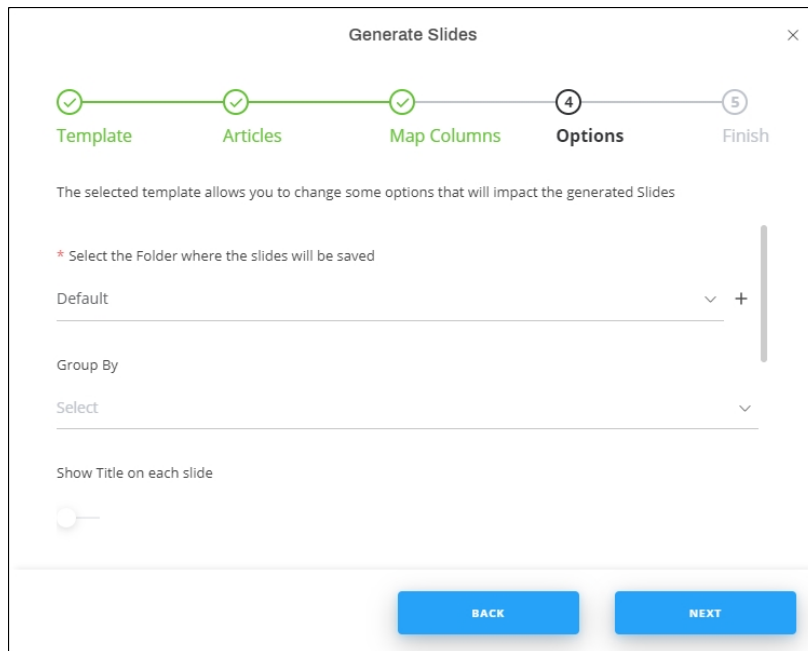 Generate Slides
4
5
Template
Articles
Map Columns
Options
Finish
The selected template allows you to change some options that will impact the generated Slides
* Select the Folder where the slides will be saved
Default
Group By
Select
Show Title on each slide
BACK
NEXT